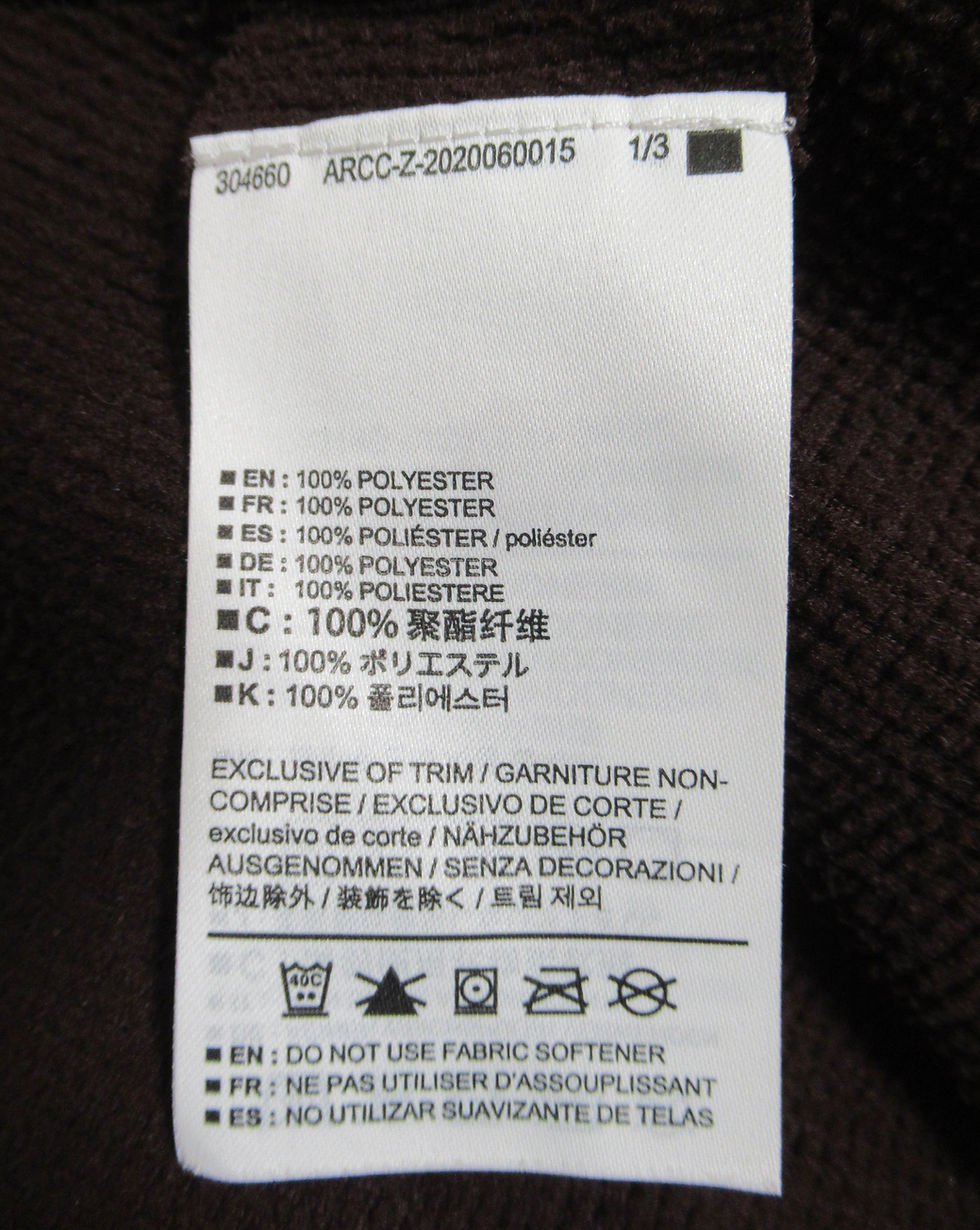 304660 ARCC-Z-2020060015 1/3
EN : 100% POLYESTER
FR : 100% POLYESTER
ES : 100% POLIÉSTER / poliéster
DE : 100% POLYESTER
IT : 100% POLIESTERE
C : 100% 聚酯纤维
J : 100% ポリエステル
K : 100% 폴리에스터
EXCLUSIVE OF TRIM / GARNITURE NON-
COMPRISE / EXCLUSIVO DE CORTE /
exclusivo de corte / NÄHZUBEHÖR
AUSGENOMMEN / SENZA DECORAZIONI /
饰边除外 / 装飾を除く / 트림 제외
40C
EN : DO NOT USE FABRIC SOFTENER
FR : NE PAS UTILISER D'ASSOUPLISSANT
ES : NO UTILIZAR SUAVIZANTE DE TELAS